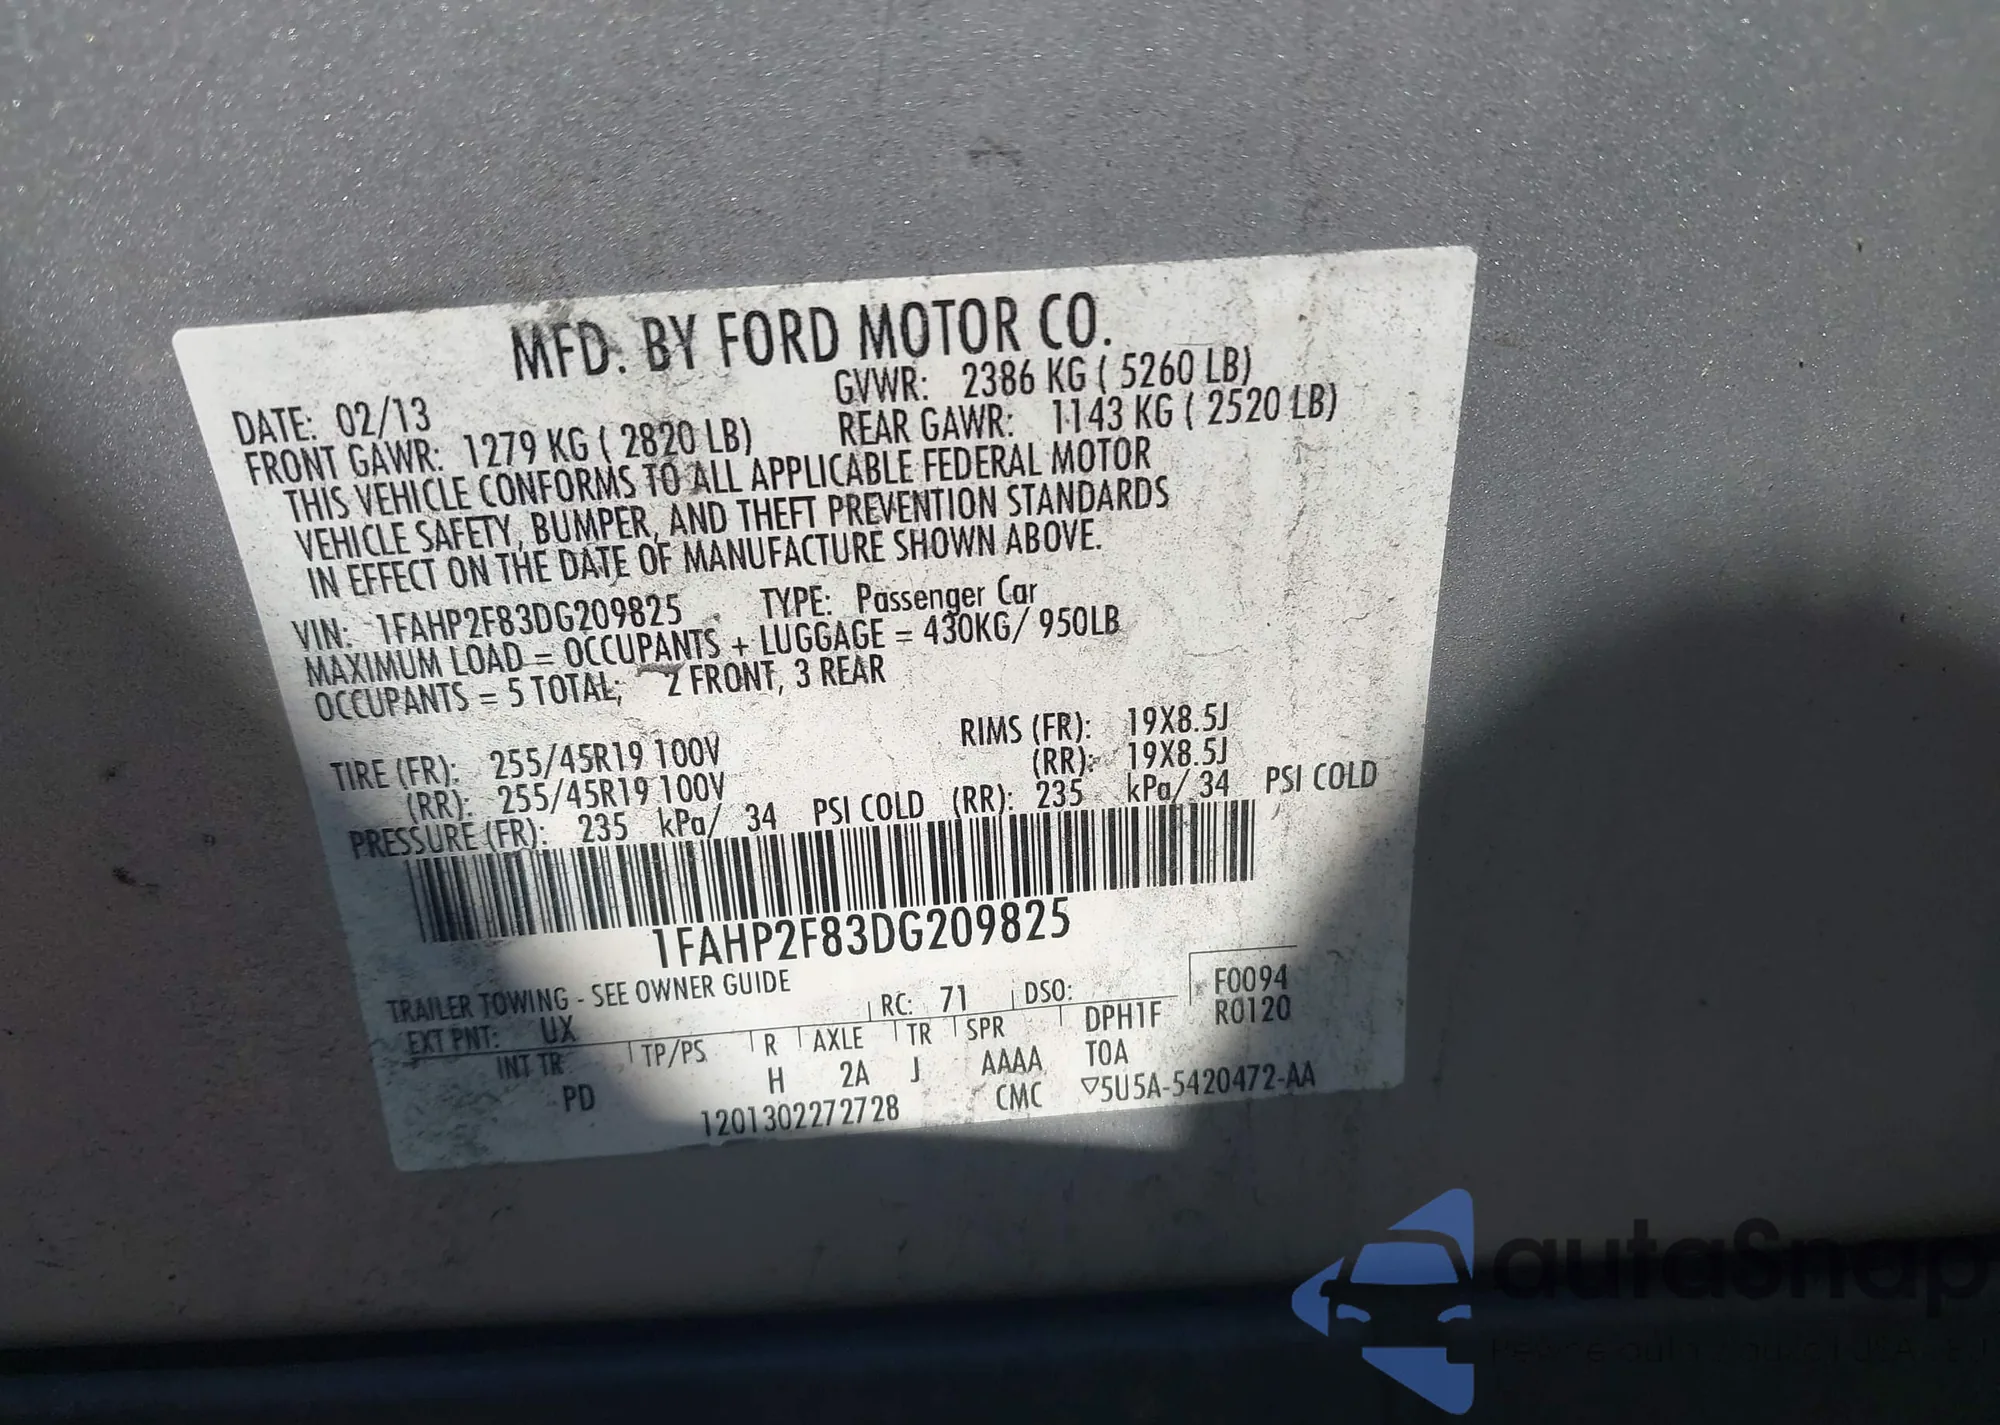 MFD. BY FORD MOTOR CO.
DATE: 02/13 GVWR: 2386 KG ( 5260 LB)
FRONT GAWR: 1279 KG ( 2820 LB) REAR GAWR: 1143 KG ( 2520 LB)
THIS VEHICLE CONFORMS TO ALL APPLICABLE FEDERAL MOTOR
VEHICLE SAFETY, BUMPER, AND THEFT PREVENTION STANDARDS
IN EFFECT ON THE DATE OF MANUFACTURE SHOWN ABOVE.
VIN: 1FAHP2F83DG209825 TYPE: Passenger Car
MAXIMUM LOAD = OCCUPANTS + LUGGAGE = 430KG/ 950LB
OCCUPANTS = 5 TOTAL; 2 FRONT, 3 REAR
TIRE (FR): 255/45R19 100V RIMS (FR): 19X8.5J
(RR): 255/45R19 100V (RR): 19X8.5J
PRESSURE (FR): 235 kPa/ 34 PSI COLD (RR): 235 kPa/ 34 PSI COLD
1FAHP2F83DG209825
TRAILER TOWING - SEE OWNER GUIDE
EXT PNT: UX RC: 71 DSO: F0094
INT TR TP/PS R AXLE TR SPR DPH1F R0120
PD H 2A J AAAA T0A
1201302272728 CMC ▽5U5A-5420472-AA
autaSnap